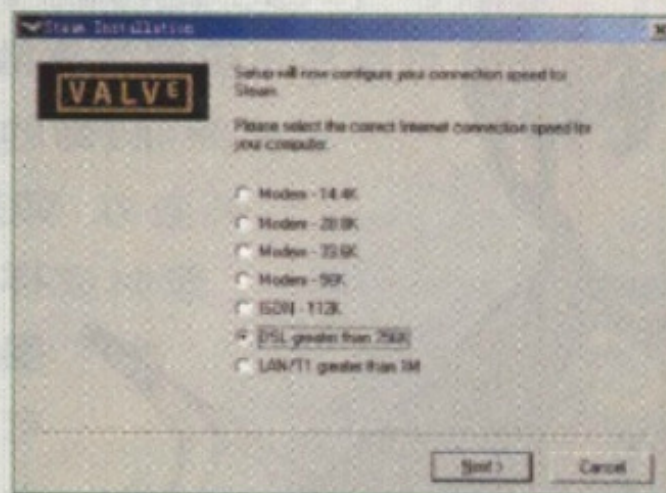 Steam Installation
VALVE
Setup will now configure your connection speed for
Steam.
Please select the correct Internet connection speed for
your computer.
Modem - 14.4K
Modem - 28.8K
Modem - 33.6K
Modem - 56K
ISDN - 112K
DSL greater than 256K
LAN/T1 greater than 1M
Next >
Cancel